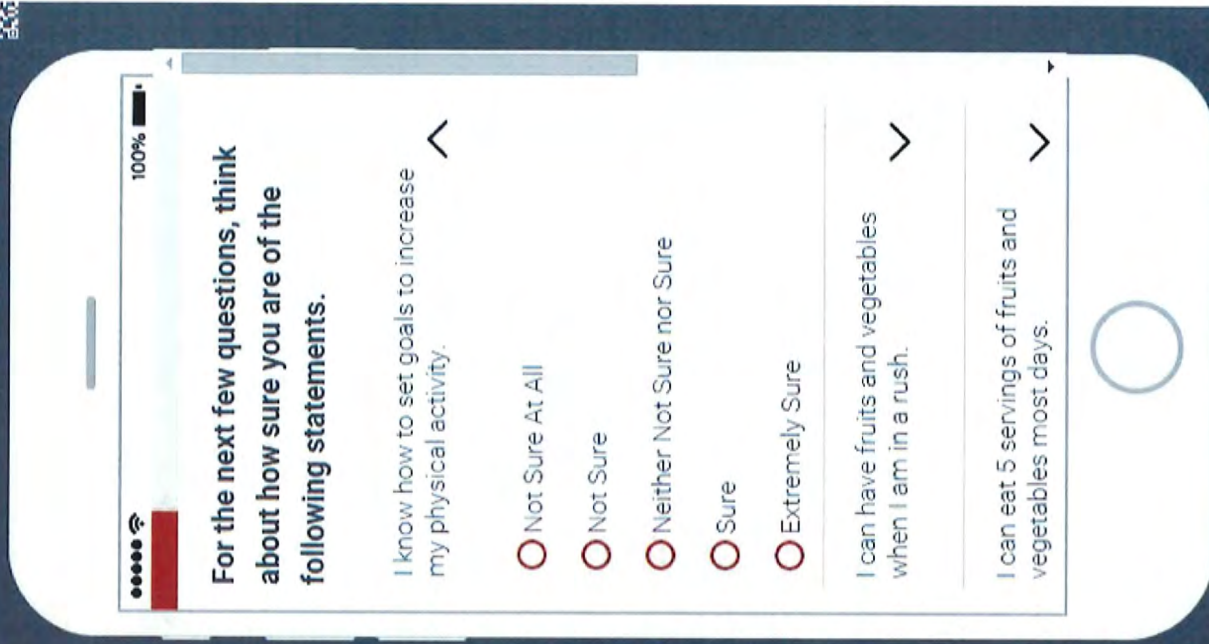 100%
For the next few questions, think
about how sure you are of the
following statements.
I know how to set goals to increase
my physical activity.
Not Sure At All
Not Sure
Neither Not Sure nor Sure
Sure
Extremely Sure
I can have fruits and vegetables
when I am in a rush.
I can eat 5 servings of fruits and
vegetables most days.